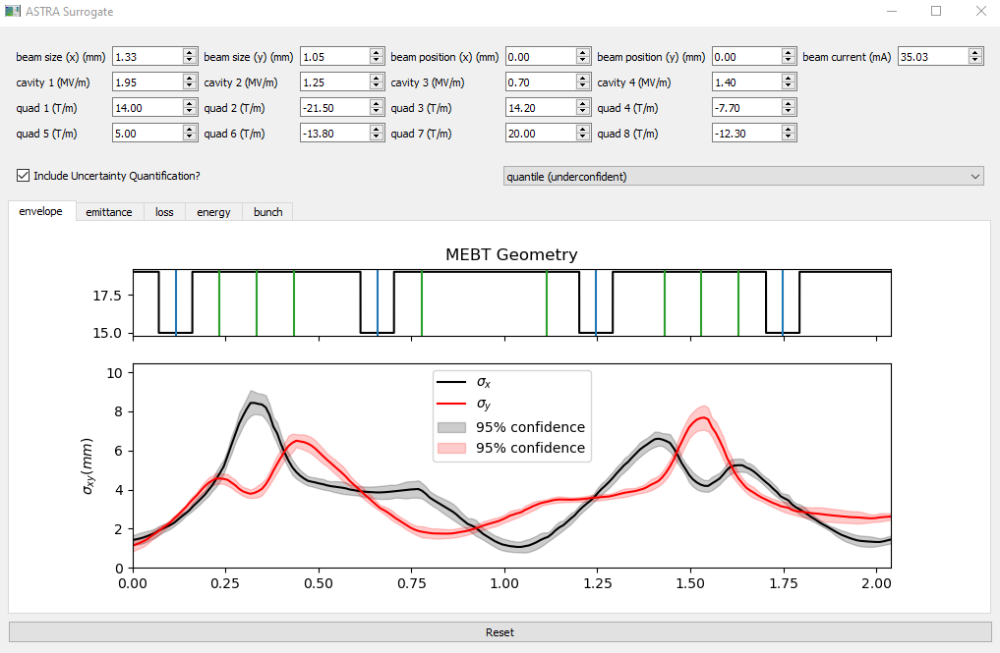 ASTRA Surrogate
beam size (x) (mm) 1.33 beam size (y) (mm) 1.05 beam position (x) (mm) 0.00 beam position (y) (mm) 0.00 beam current (mA) 35.03
cavity 1 (MV/m) 1.95 cavity 2 (MV/m) 1.25 cavity 3 (MV/m) 0.70 cavity 4 (MV/m) 1.40
quad 1 (T/m) 14.00 quad 2 (T/m) -21.50 quad 3 (T/m) 14.20 quad 4 (T/m) -7.70
quad 5 (T/m) 5.00 quad 6 (T/m) -13.80 quad 7 (T/m) 20.00 quad 8 (T/m) -12.30
Include Uncertainty Quantification? quantile (underconfident)
envelope emittance loss energy bunch
MEBT Geometry
17.5
15.0
10
8
6
4
2
0
σxy(mm)
σx
σy
95% confidence
95% confidence
0.00 0.25 0.50 0.75 1.00 1.25 1.50 1.75 2.00
Reset